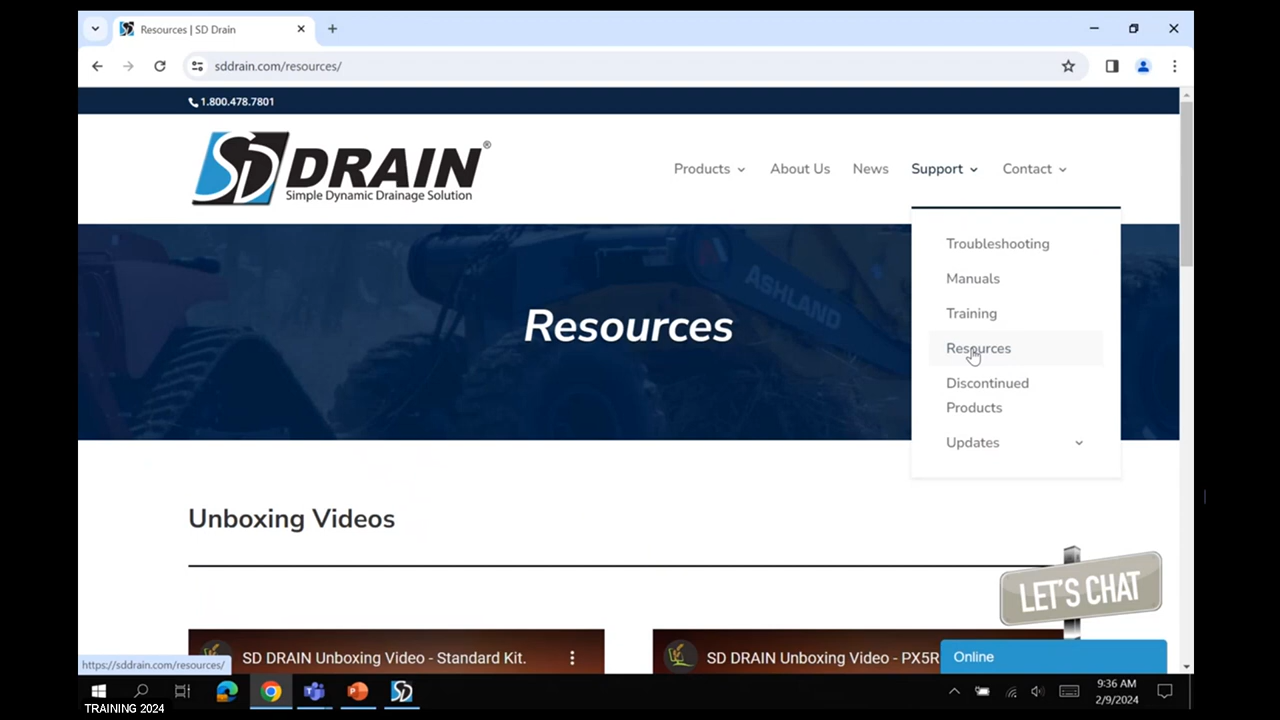 Resources | SD Drain
sddrain.com/resources/
1.800.478.7801
SD DRAIN®
Simple Dynamic Drainage Solution
Products
About Us
News
Support
Contact
Troubleshooting
Manuals
Training
Resources
Discontinued
Products
Updates
ASHLAND
Resources
Unboxing Videos
LET'S CHAT
SD DRAIN Unboxing Video - Standard Kit.
SD DRAIN Unboxing Video - PX5R
Online
https://sddrain.com/resources/
9:36 AM
2/9/2024
TRAINING 2024